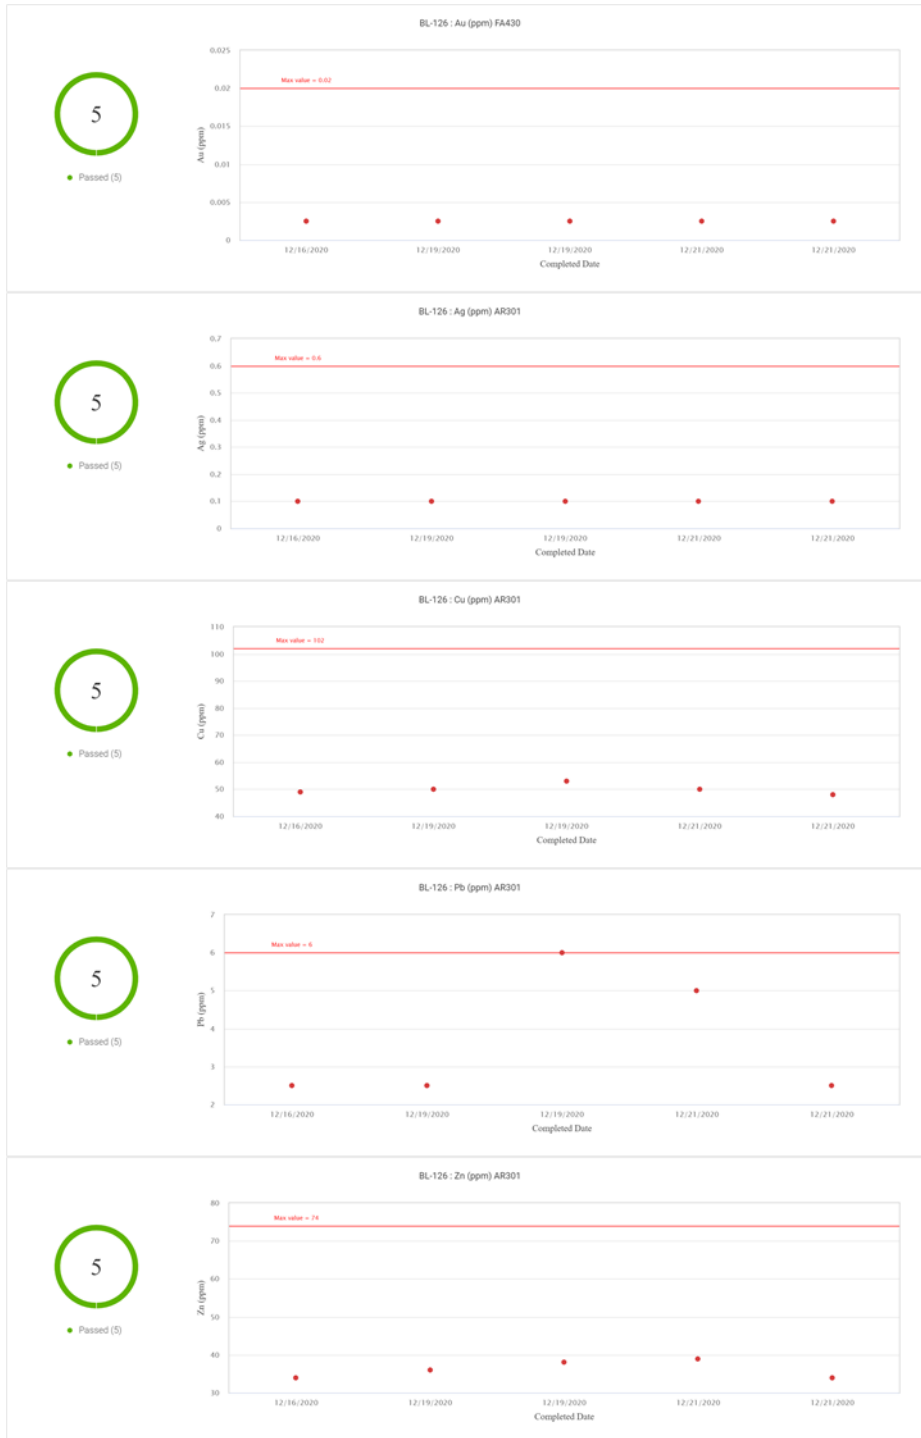 BL-126 : Au (ppm) FA430
5
Passed (5)
Au (ppm)
0.025
0.02
0.015
0.01
0.005
0
Max value = 0.02
12/16/2020 12/19/2020 12/19/2020 12/21/2020 12/21/2020
Completed Date
BL-126 : Ag (ppm) AR301
5
Passed (5)
Ag (ppm)
0.7
0.6
0.5
0.4
0.3
0.2
0.1
0
Max value = 0.6
12/16/2020 12/19/2020 12/19/2020 12/21/2020 12/21/2020
Completed Date
BL-126 : Cu (ppm) AR301
5
Passed (5)
Cu (ppm)
110
100
90
80
70
60
50
40
Max value = 102
12/16/2020 12/19/2020 12/19/2020 12/21/2020 12/21/2020
Completed Date
BL-126 : Pb (ppm) AR301
5
Passed (5)
Pb (ppm)
7
6
5
4
3
2
Max value = 6
12/16/2020 12/19/2020 12/19/2020 12/21/2020 12/21/2020
Completed Date
BL-126 : Zn (ppm) AR301
5
Passed (5)
Zn (ppm)
80
70
60
50
40
30
Max value = 74
12/16/2020 12/19/2020 12/19/2020 12/21/2020 12/21/2020
Completed Date